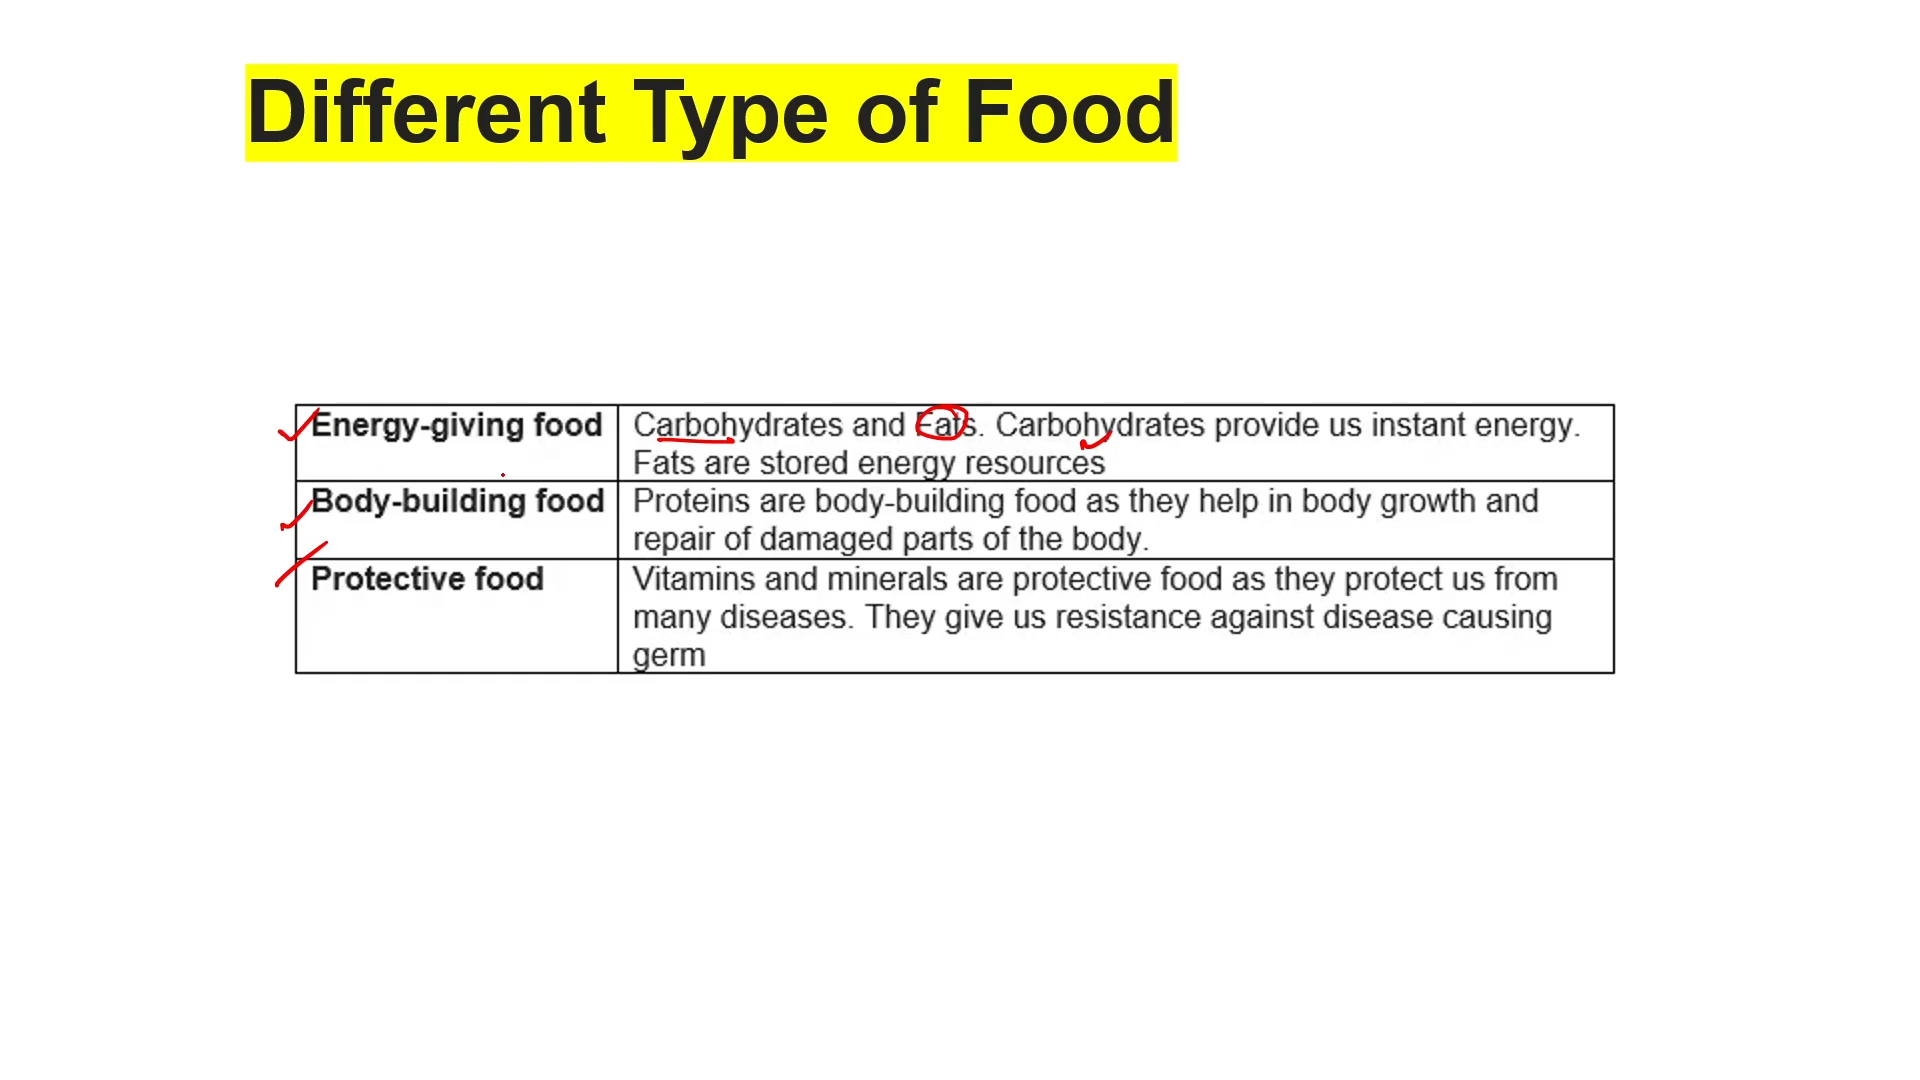 Different Type of Food
Energy-giving food
Carbohydrates and Fats. Carbohydrates provide us instant energy.
Fats are stored energy resources
Body-building food
Proteins are body-building food as they help in body growth and
repair of damaged parts of the body.
Protective food
Vitamins and minerals are protective food as they protect us from
many diseases. They give us resistance against disease causing
germ